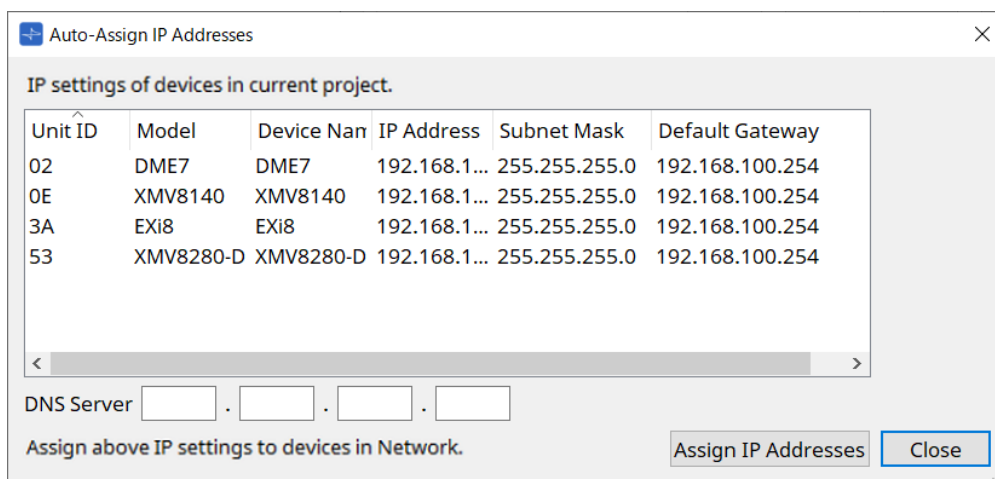 Auto-Assign IP Addresses
IP settings of devices in current project.
Unit ID Model Device Nan IP Address Subnet Mask Default Gateway
02 DME7 DME7 192.168.1... 255.255.255.0 192.168.100.254
0E XMV8140 XMV8140 192.168.1... 255.255.255.0 192.168.100.254
3A EXi8 EXi8 192.168.1... 255.255.255.0 192.168.100.254
53 XMV8280-D XMV8280-D 192.168.1... 255.255.255.0 192.168.100.254
DNS Server . . .
Assign above IP settings to devices in Network. Assign IP Addresses Close